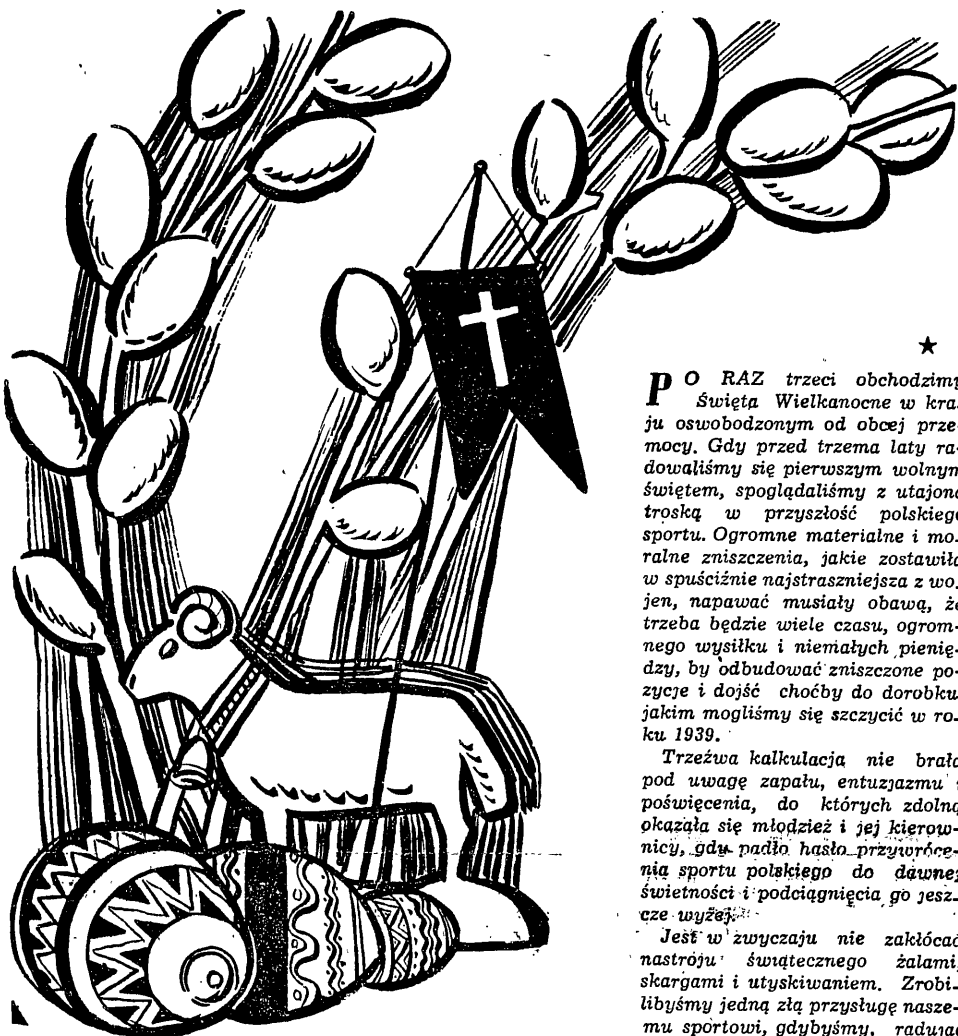 PO RAZ trzeci obchodzimy
Święta Wielkanocne w kra-
ju oswobodzonym od obcej prze-
mocy. Gdy przed trzema laty ra-
dowaliśmy się pierwszym wolnym
świętem, spoglądaliśmy z utajoną
troską w przyszłość polskiego
sportu. Ogromne materialne i mo-
ralne zniszczenia, jakie zostawiła
w spuściźnie najstraszniejsza z wo-
jen, napawać musiały obawą, że
trzeba będzie wiele czasu, ogrom-
nego wysiłku i niemałych pienię-
dzy, by odbudować zniszczone po-
zycje i dojść choćby do dorobku,
jakim mogliśmy się szczycić w ro-
ku 1939.
Trzeźwa kalkulacja nie brała
pod uwagę zapału, entuzjazmu i
poświęcenia, do których zdolną
okazała się młodzież i jej kierow-
nicy, gdy padło hasło przywróce-
nia sportu polskiego do dawnej
świetności i podciągnięcia go jesz-
cze wyżej.
Jest w zwyczaju nie zakłócać
nastroju świątecznego żalami,
skargami i utyskiwaniem. Zrobi-
libyśmy jedną złą przysługę nasze-
mu sportowi, gdybyśmy, radując